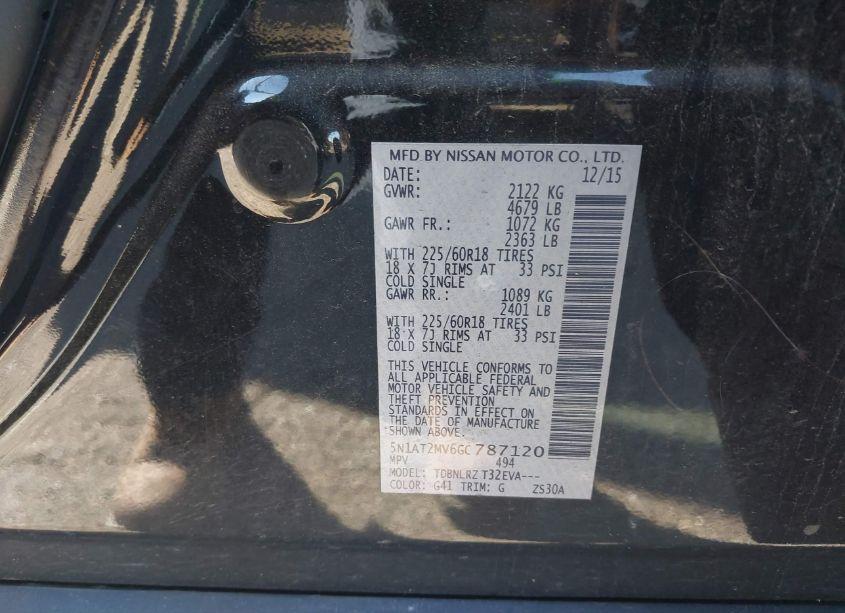 MFD BY NISSAN MOTOR CO., LTD.
DATE: 12/15
GVWR: 2122 KG
4679 LB
GAWR FR.: 1072 KG
2363 LB
WITH 225/60R18 TIRES
18 X 7J RIMS AT 33 PSI
COLD SINGLE
GAWR RR.: 1089 KG
2401 LB
WITH 225/60R18 TIRES
18 X 7J RIMS AT 33 PSI
COLD SINGLE
THIS VEHICLE CONFORMS TO
ALL APPLICABLE FEDERAL
MOTOR VEHICLE SAFETY AND
THEFT PREVENTION
STANDARDS IN EFFECT ON
THE DATE OF MANUFACTURE
SHOWN ABOVE.
5N1AT2MV6GC787120
MPV 494
MODEL: TDBNLRZ T32EVA---
COLOR: G41 TRIM: G ZS30A